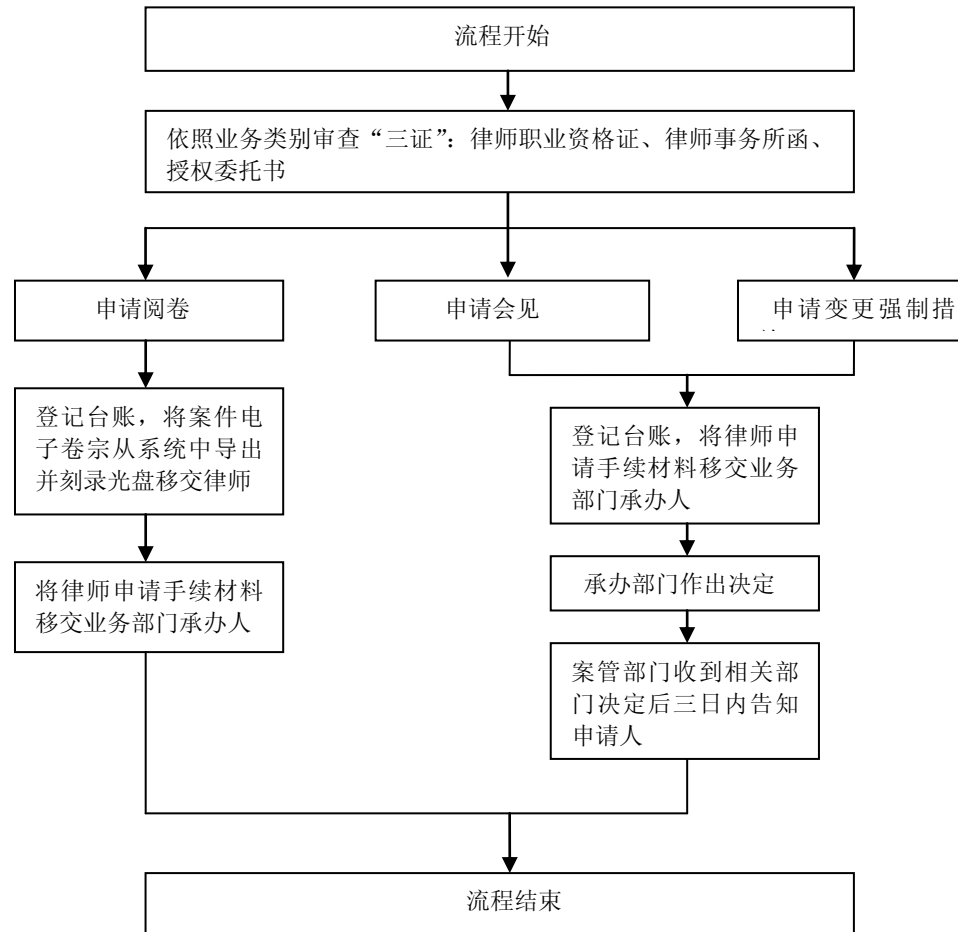 流程开始
依照业务类别审查“三证”：律师职业资格证、律师事务所函、
授权委托书
申请阅卷
申请会见
申请变更强制措
登记台账，将案件电
子卷宗从系统中导出
并刻录光盘移交律师
登记台账，将律师申
请手续材料移交业务
部门承办人
将律师申请手续材料
移交业务部门承办人
承办部门作出决定
案管部门收到相关部
门决定后三日内告知
申请人
流程结束